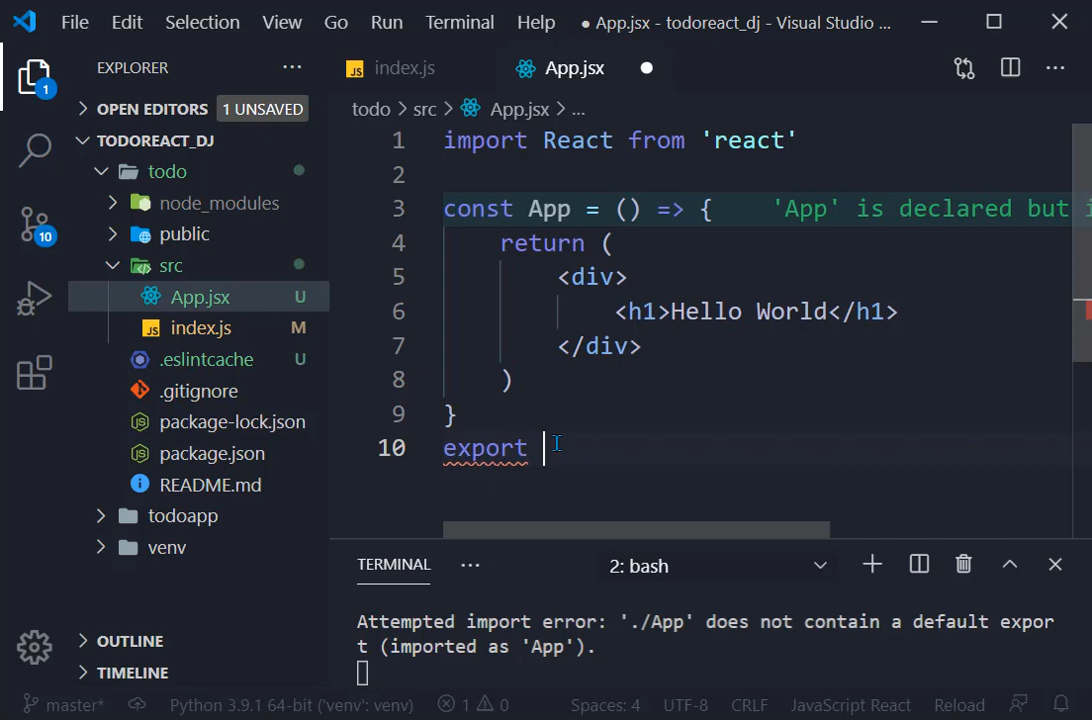 File Edit Selection View Go Run Terminal Help ● App.jsx - todoreact_dj - Visual Studio ...
EXPLORER ...
index.js App.jsx ●
OPEN EDITORS 1 UNSAVED
todo > src > App.jsx > ...
TODOREACT_DJ
todo
node_modules
public
src
App.jsx U
index.js M
.eslintcache U
.gitignore
package-lock.json
package.json
README.md
todoapp
venv
OUTLINE
TIMELINE
1
10
1 import React from 'react'
2
3 const App = () => { 'App' is declared but i
4 return (
5 <div>
6 <h1>Hello World</h1>
7 </div>
8 )
9 }
10 export
TERMINAL ... 2: bash
Attempted import error: './App' does not contain a default expor
t (imported as 'App').
master* Python 3.9.1 64-bit ('venv': venv) 1 0 Spaces: 4 UTF-8 CRLF JavaScript React Reload